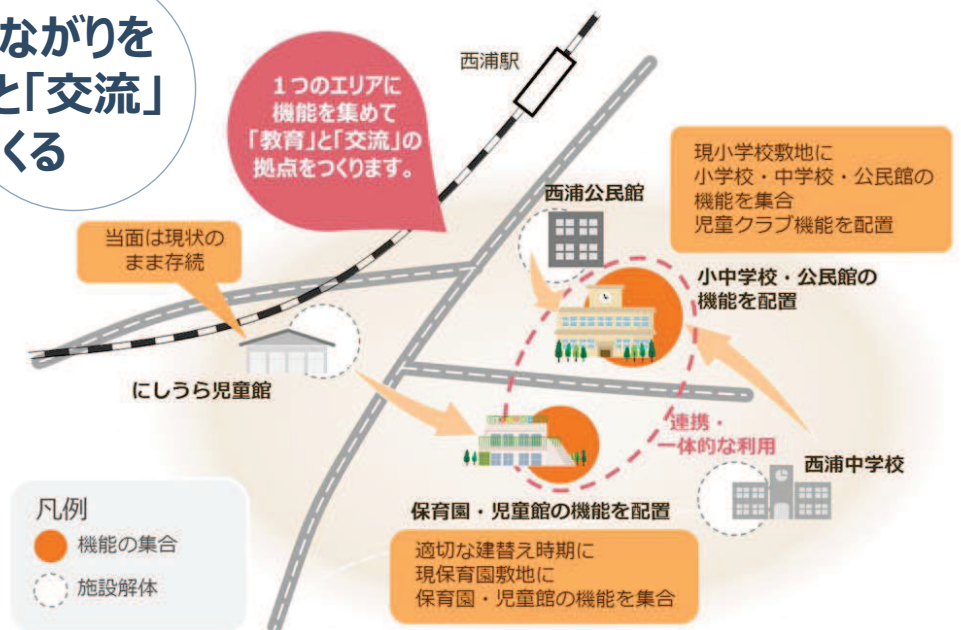 ながりを
と「交流」
くる
西浦駅
1つのエリアに
機能を集めて
「教育」と「交流」の
拠点をつくります。
現小学校敷地に
小学校・中学校・公民館の
機能を集合
児童クラブ機能を配置
西浦公民館
当面は現状の
まま存続
小中学校・公民館の
機能を配置
にしうら児童館
連携・
一体的な利用
西浦中学校
保育園・児童館の機能を配置
適切な建替え時期に
現保育園敷地に
保育園・児童館の機能を集合
凡例
機能の集合
施設解体